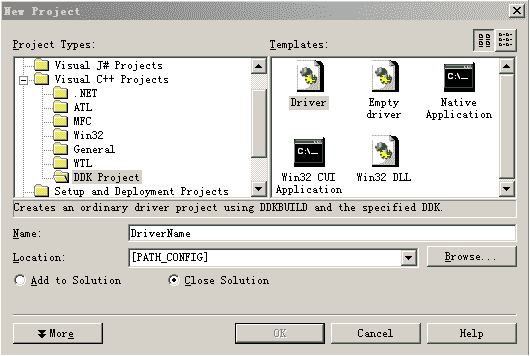 New Project
Project Types:
Templates:
Visual J# Projects
Visual C++ Projects
.NET
ATL
MFC
Win32
General
WTL
DDK Project
Setup and Deployment Projects
Driver
Empty driver
Native Application
C:\_
Win32 CUI Application
C:\_
Win32 DLL
Creates an ordinary driver project using DDKBUILD and the specified DDK.
Name:
DriverName
Location:
[PATH_CONFIG]
Browse...
Add to Solution
Close Solution
More
OK
Cancel
Help